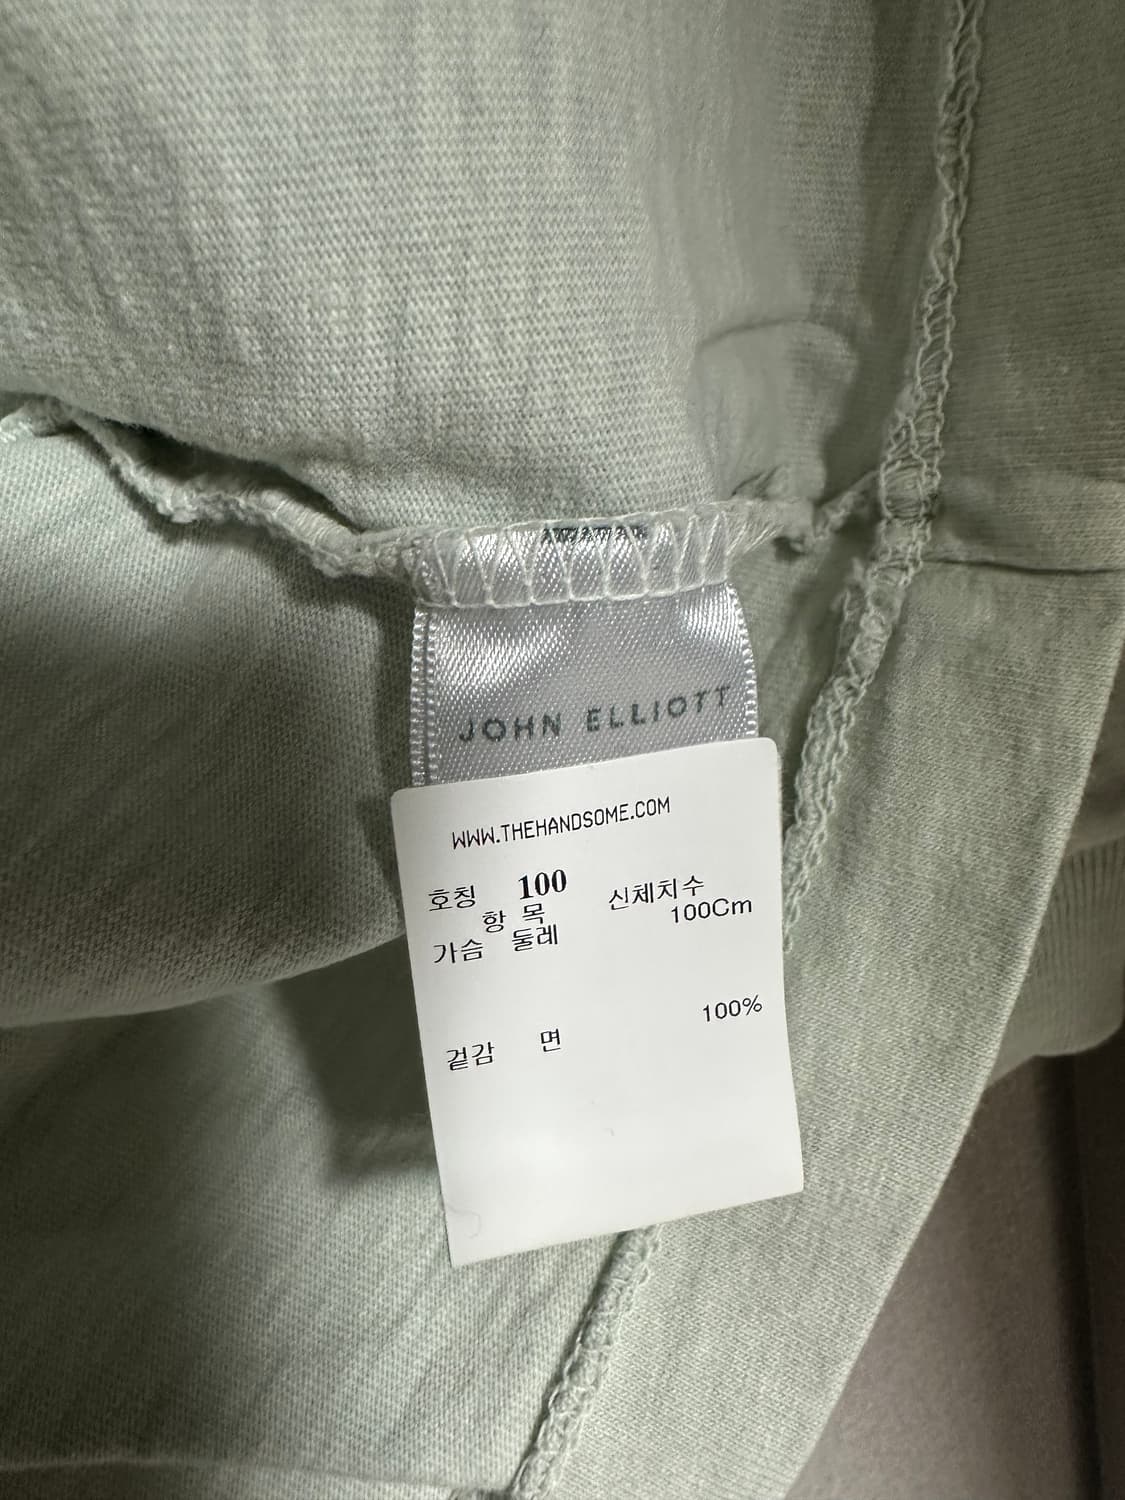 JOHN ELLIOTT
WWW.THEHANDSOME.COM
호칭 100
항 목 신체치수
가슴 둘레 100Cm
겉감 면 100%